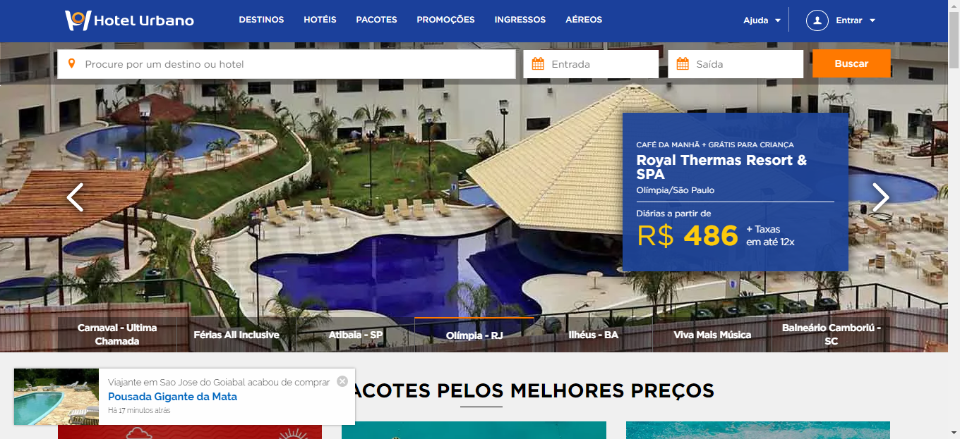 Hotel Urbano
DESTINOS
HOTÉIS
PACOTES
PROMOÇÕES
INGRESSOS
AÉREOS
Ajuda
Entrar
Procure por um destino ou hotel
Entrada
Saída
Buscar
CAFÉ DA MANHÃ + GRÁTIS PARA CRIANÇA
Royal Thermas Resort &
SPA
Olímpia/São Paulo
Diárias a partir de
R$ 486
+ Taxas
em até 12x
Carnaval - Ultima
Chamada
Férias All Inclusive
Atibaia - SP
Olímpia - RJ
Ilhéus - BA
Viva Mais Música
Balneário Camboriú -
SC
ACOTES PELOS MELHORES PREÇOS
Viajante em Sao Jose do Goiabal acabou de comprar
Pousada Gigante da Mata
Há 17 minutos atrás